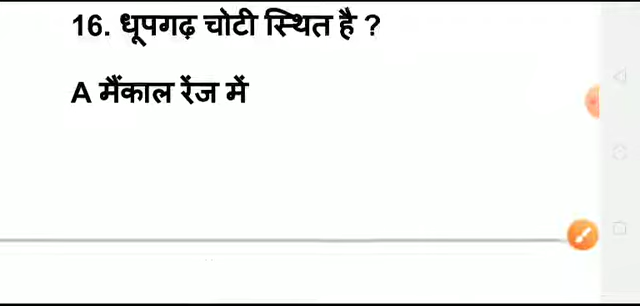 16. धूपगढ़ चोटी स्थित है ?
A मैंकाल रेंज में